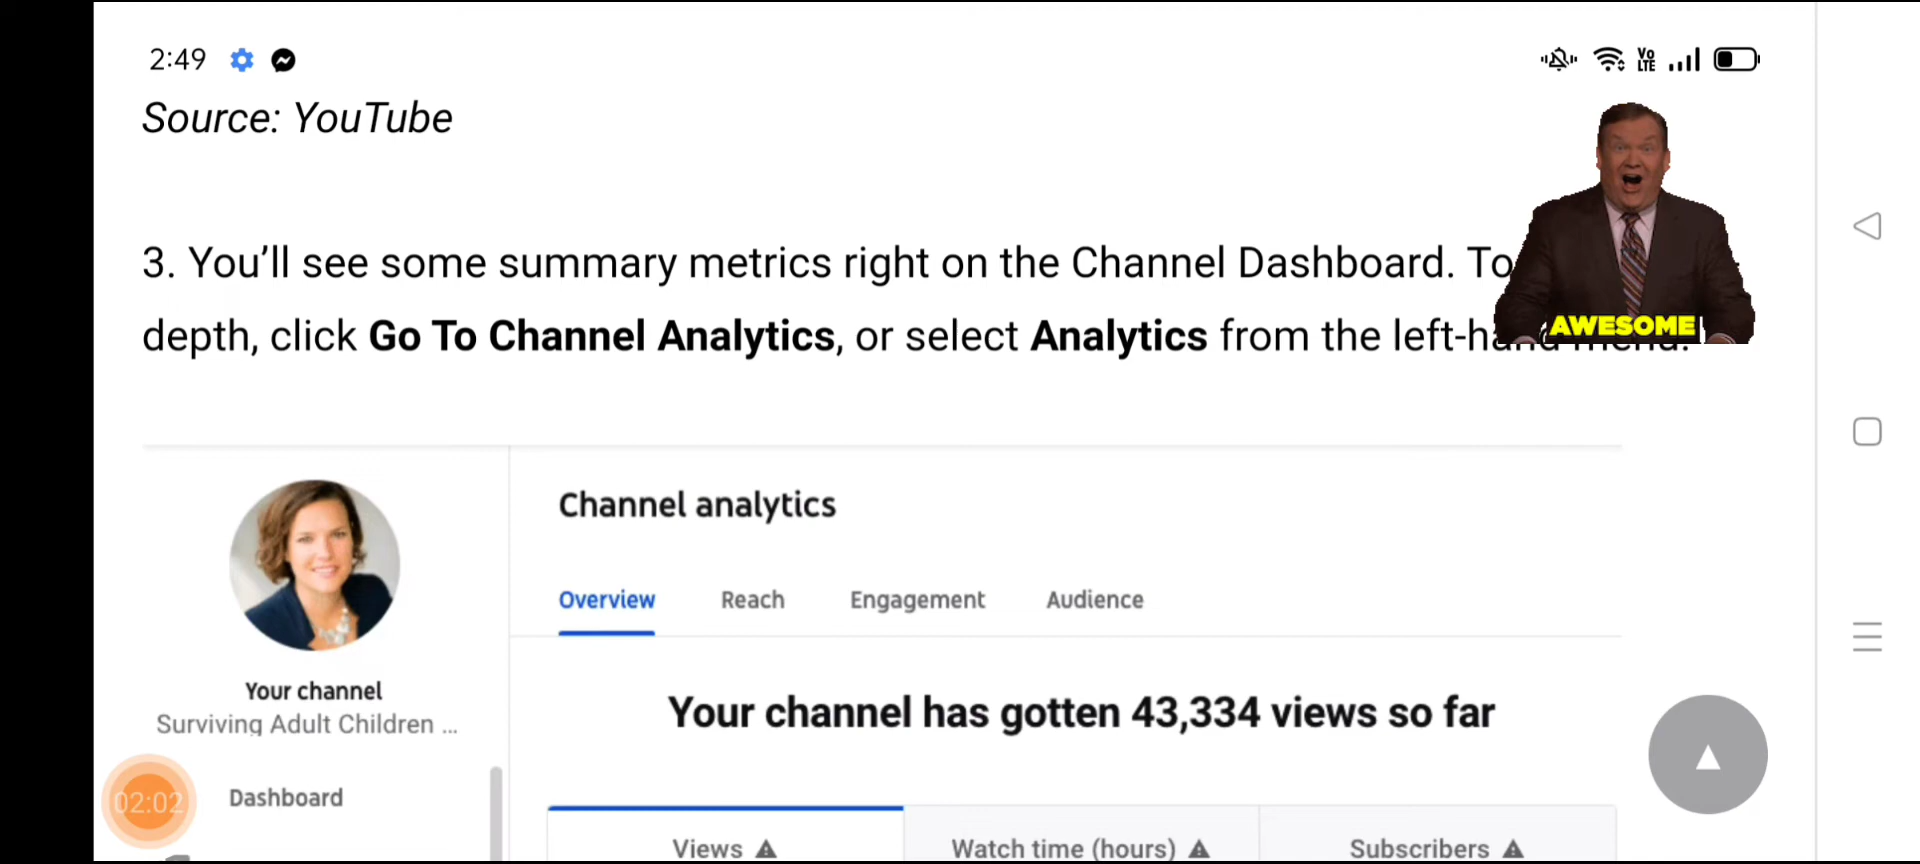 2:49
Vo
LTE
Source: YouTube
3. You’ll see some summary metrics right on the Channel Dashboard. To
AWESOME
depth, click Go To Channel Analytics, or select Analytics from the
Channel analytics
Overview Reach Engagement Audience
Your channel
Surviving Adult Children ...
Your channel has gotten 43,334 views so far
02:02
Dashboard
Views Watch time (hours) Subscribers